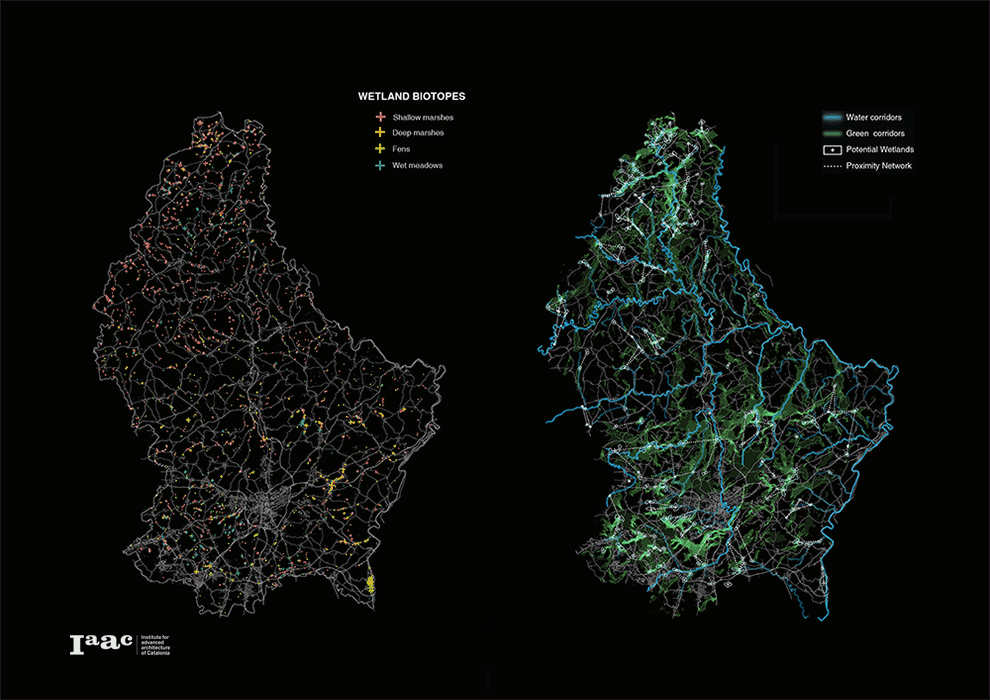 WETLAND BIOTOPES
Shallow marshes
Deep marshes
Fens
Wet meadows
Water corridors
Green corridors
Potential Wetlands
Proximity Network
Iaac
Institute for
advanced
architecture
of Catalonia